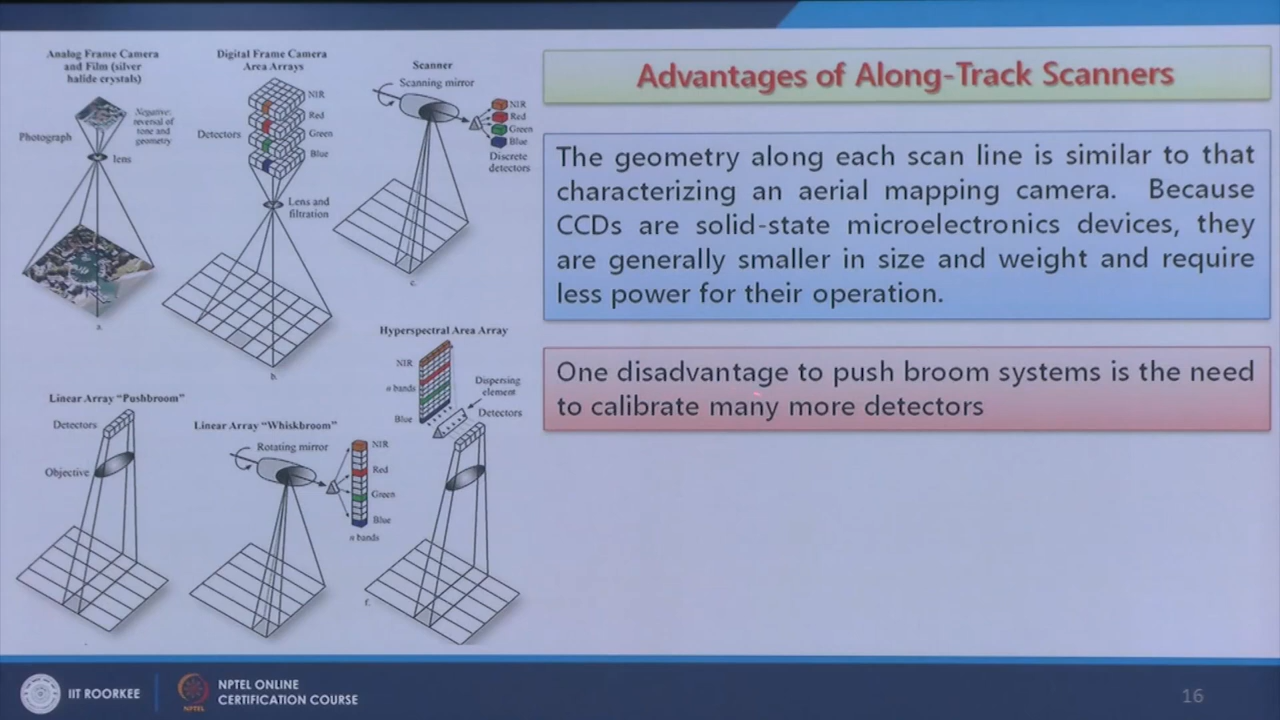 Analog Frame Camera
and Film (silver
halide crystals)
Negative:
reversal of
tone and
geometry
Photograph
lens
a.
Digital Frame Camera
Area Arrays
NIR
Red
Green
Blue
Detectors
Lens and
filtration
b.
Scanner
Scanning mirror
NIR
Red
Green
Blue
Discrete
detectors
c.
Linear Array "Pushbroom"
Detectors
Objective
Linear Array "Whiskbroom"
Rotating mirror
NIR
Red
Green
Blue
n bands
Hyperspectral Area Array
NIR
n bands
Blue
Dispersing
element
Detectors
f.
Advantages of Along-Track Scanners
The geometry along each scan line is similar to that
characterizing an aerial mapping camera. Because
CCDs are solid-state microelectronics devices, they
are generally smaller in size and weight and require
less power for their operation.
One disadvantage to push broom systems is the need
to calibrate many more detectors
IIT ROORKEE
NPTEL
NPTEL ONLINE
CERTIFICATION COURSE
16